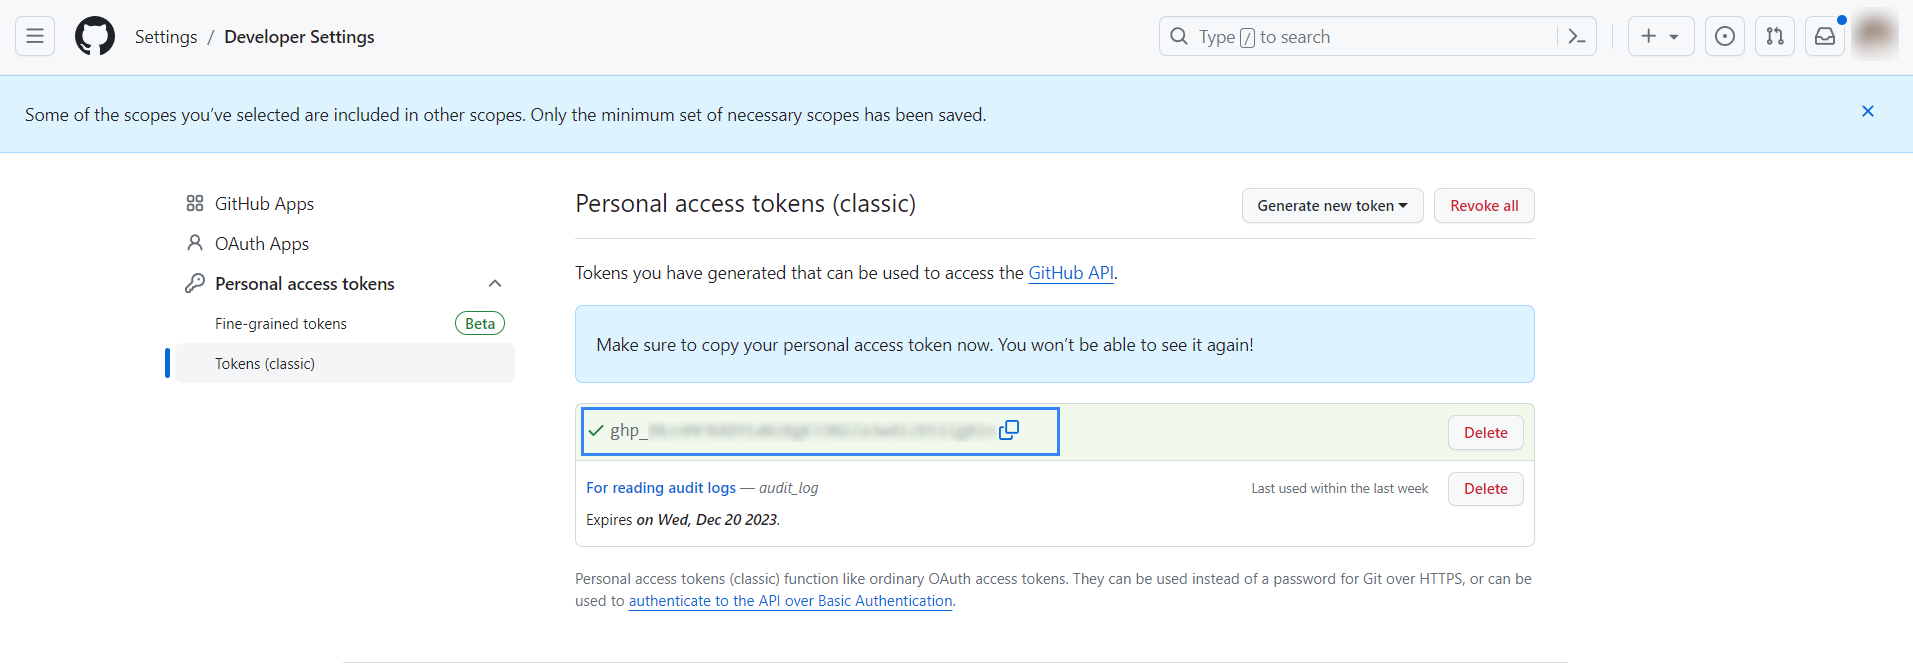 Settings / Developer Settings
Type / to search
Some of the scopes you've selected are included in other scopes. Only the minimum set of necessary scopes has been saved.
GitHub Apps
OAuth Apps
Personal access tokens
Fine-grained tokens
Beta
Tokens (classic)
Personal access tokens (classic)
Generate new token
Revoke all
Tokens you have generated that can be used to access the GitHub API.
Make sure to copy your personal access token now. You won't be able to see it again!
ghp_
Delete
For reading audit logs — audit_log
Last used within the last week
Delete
Expires on Wed, Dec 20 2023.
Personal access tokens (classic) function like ordinary OAuth access tokens. They can be used instead of a password for Git over HTTPS, or can be
used to authenticate to the API over Basic Authentication.